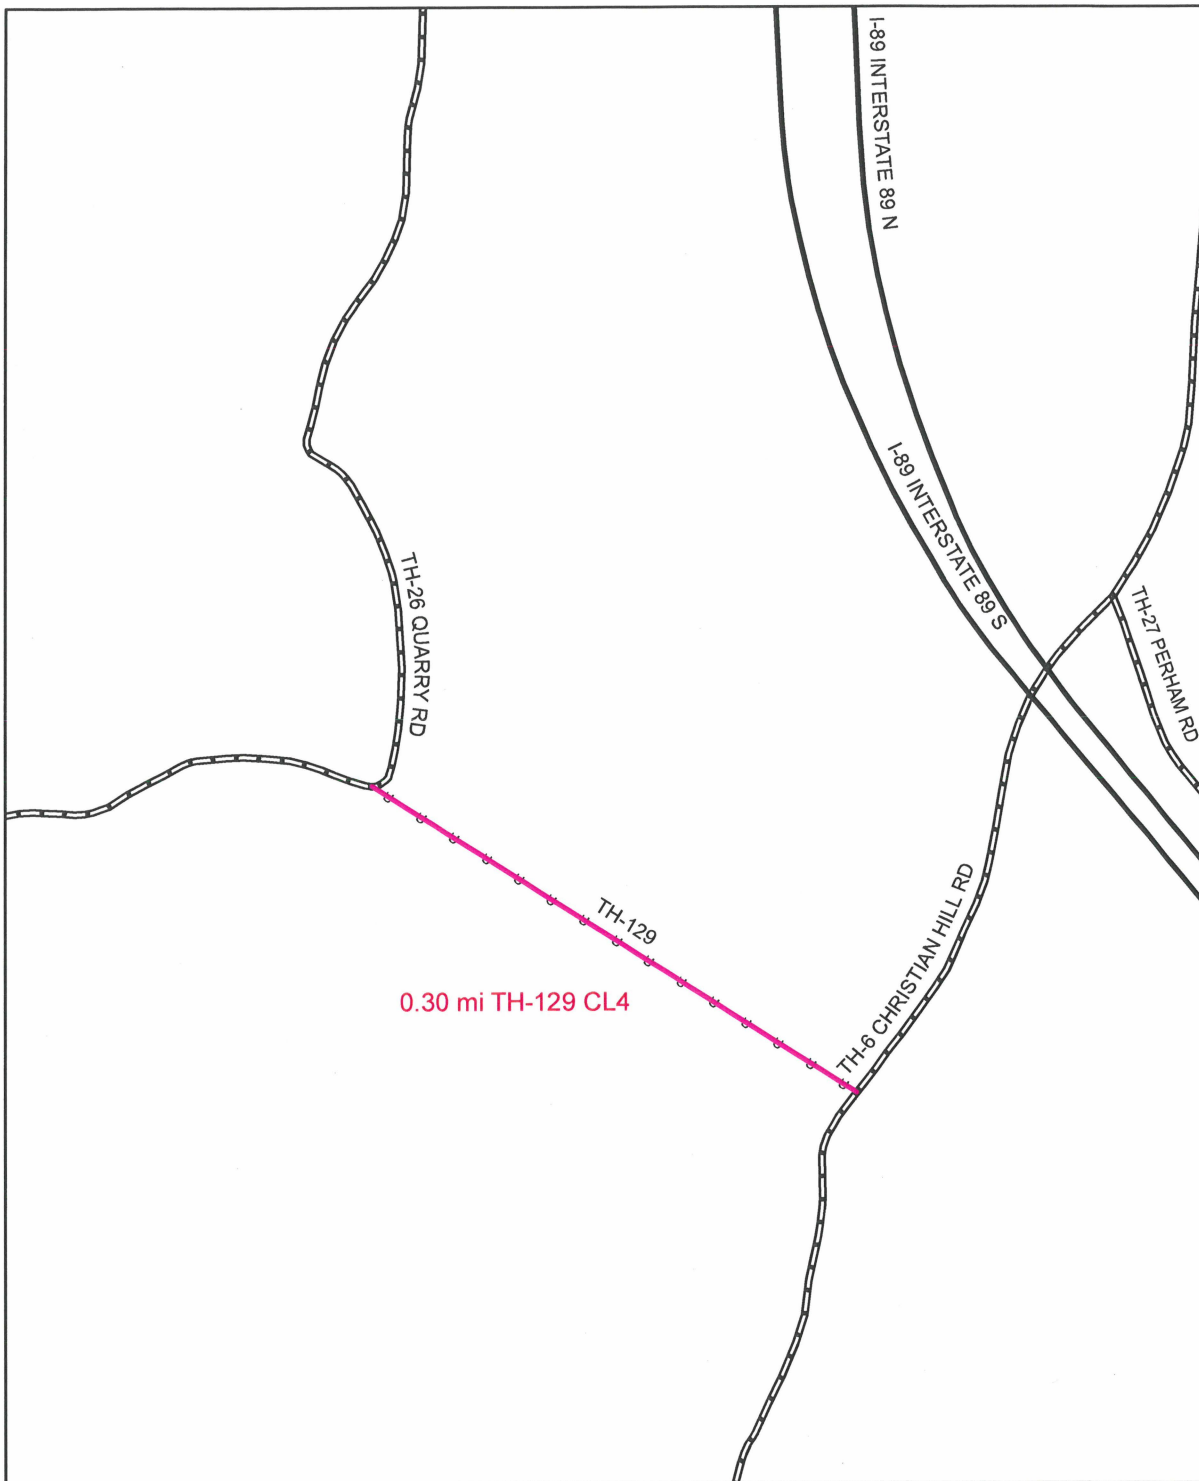 I-89 INTERSTATE 89 N
I-89 INTERSTATE 89 S
TH-26 QUARRY RD
TH-27 PERHAM RD
TH-129
TH-6 CHRISTIAN HILL RD
0.30 mi TH-129 CL4